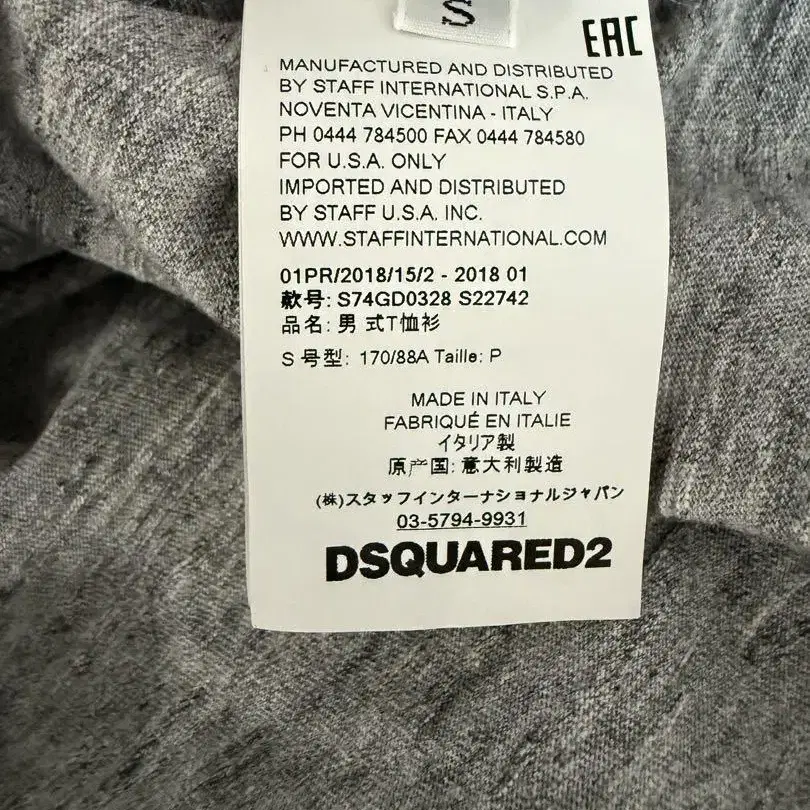 S
EAC
MANUFACTURED AND DISTRIBUTED
BY STAFF INTERNATIONAL S.P.A.
NOVENTA VICENTINA - ITALY
PH 0444 784500 FAX 0444 784580
FOR U.S.A. ONLY
IMPORTED AND DISTRIBUTED
BY STAFF U.S.A. INC.
WWW.STAFFINTERNATIONAL.COM
01PR/2018/15/2 - 2018 01
款号: S74GD0328 S22742
品名: 男 式T恤衫
S 号型: 170/88A Taille: P
MADE IN ITALY
FABRIQUÉ EN ITALIE
イタリア製
原产国: 意大利製造
(株)スタッフインターナショナルジャパン
03-5794-9931
DSQUARED2